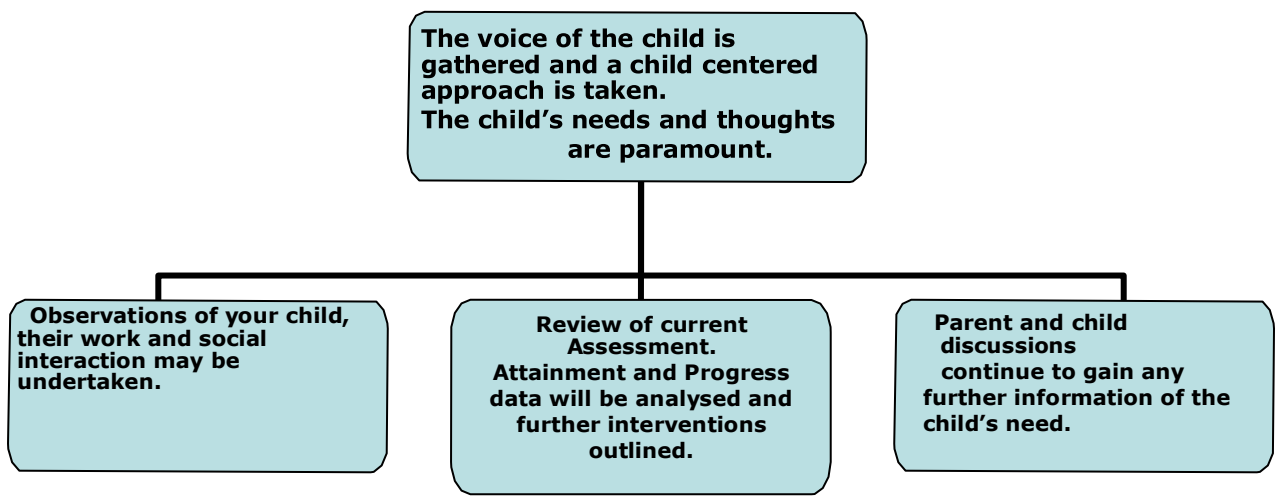 The voice of the child is
gathered and a child centered
approach is taken.
The child’s needs and thoughts
are paramount.
Observations of your child,
their work and social
interaction may be
undertaken.
Review of current
Assessment.
Attainment and Progress
data will be analysed and
further interventions
outlined.
Parent and child
discussions
continue to gain any
further information of the
child’s need.